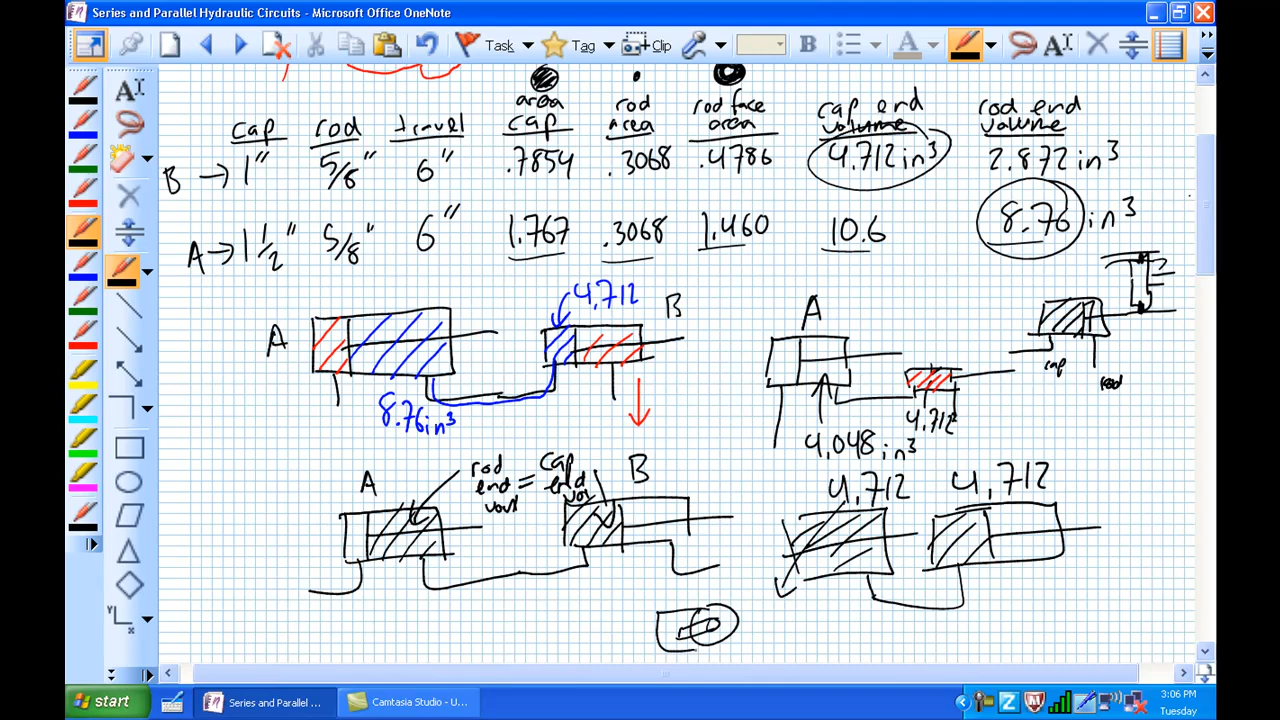 Series and Parallel Hydraulic Circuits - Microsoft Office OneNote
Task Tag Clip
cap rod travel area cap rod area rod face area cap end volume rod end volume
B → 1" 5/8" 6" .7854 .3068 .4786 4.712 in³ 2.872 in³
A → 1 1/2" 5/8" 6" 1.767 .3068 1.460 10.6 8.76 in³
4,712 B A
A
cap rod
8.76 in³ 4.712
4,048 in³
A rod end = cap end B 4,712 4,712
start Series and Parallel ... Camtasia Studio - U... 3:06 PM
Tuesday